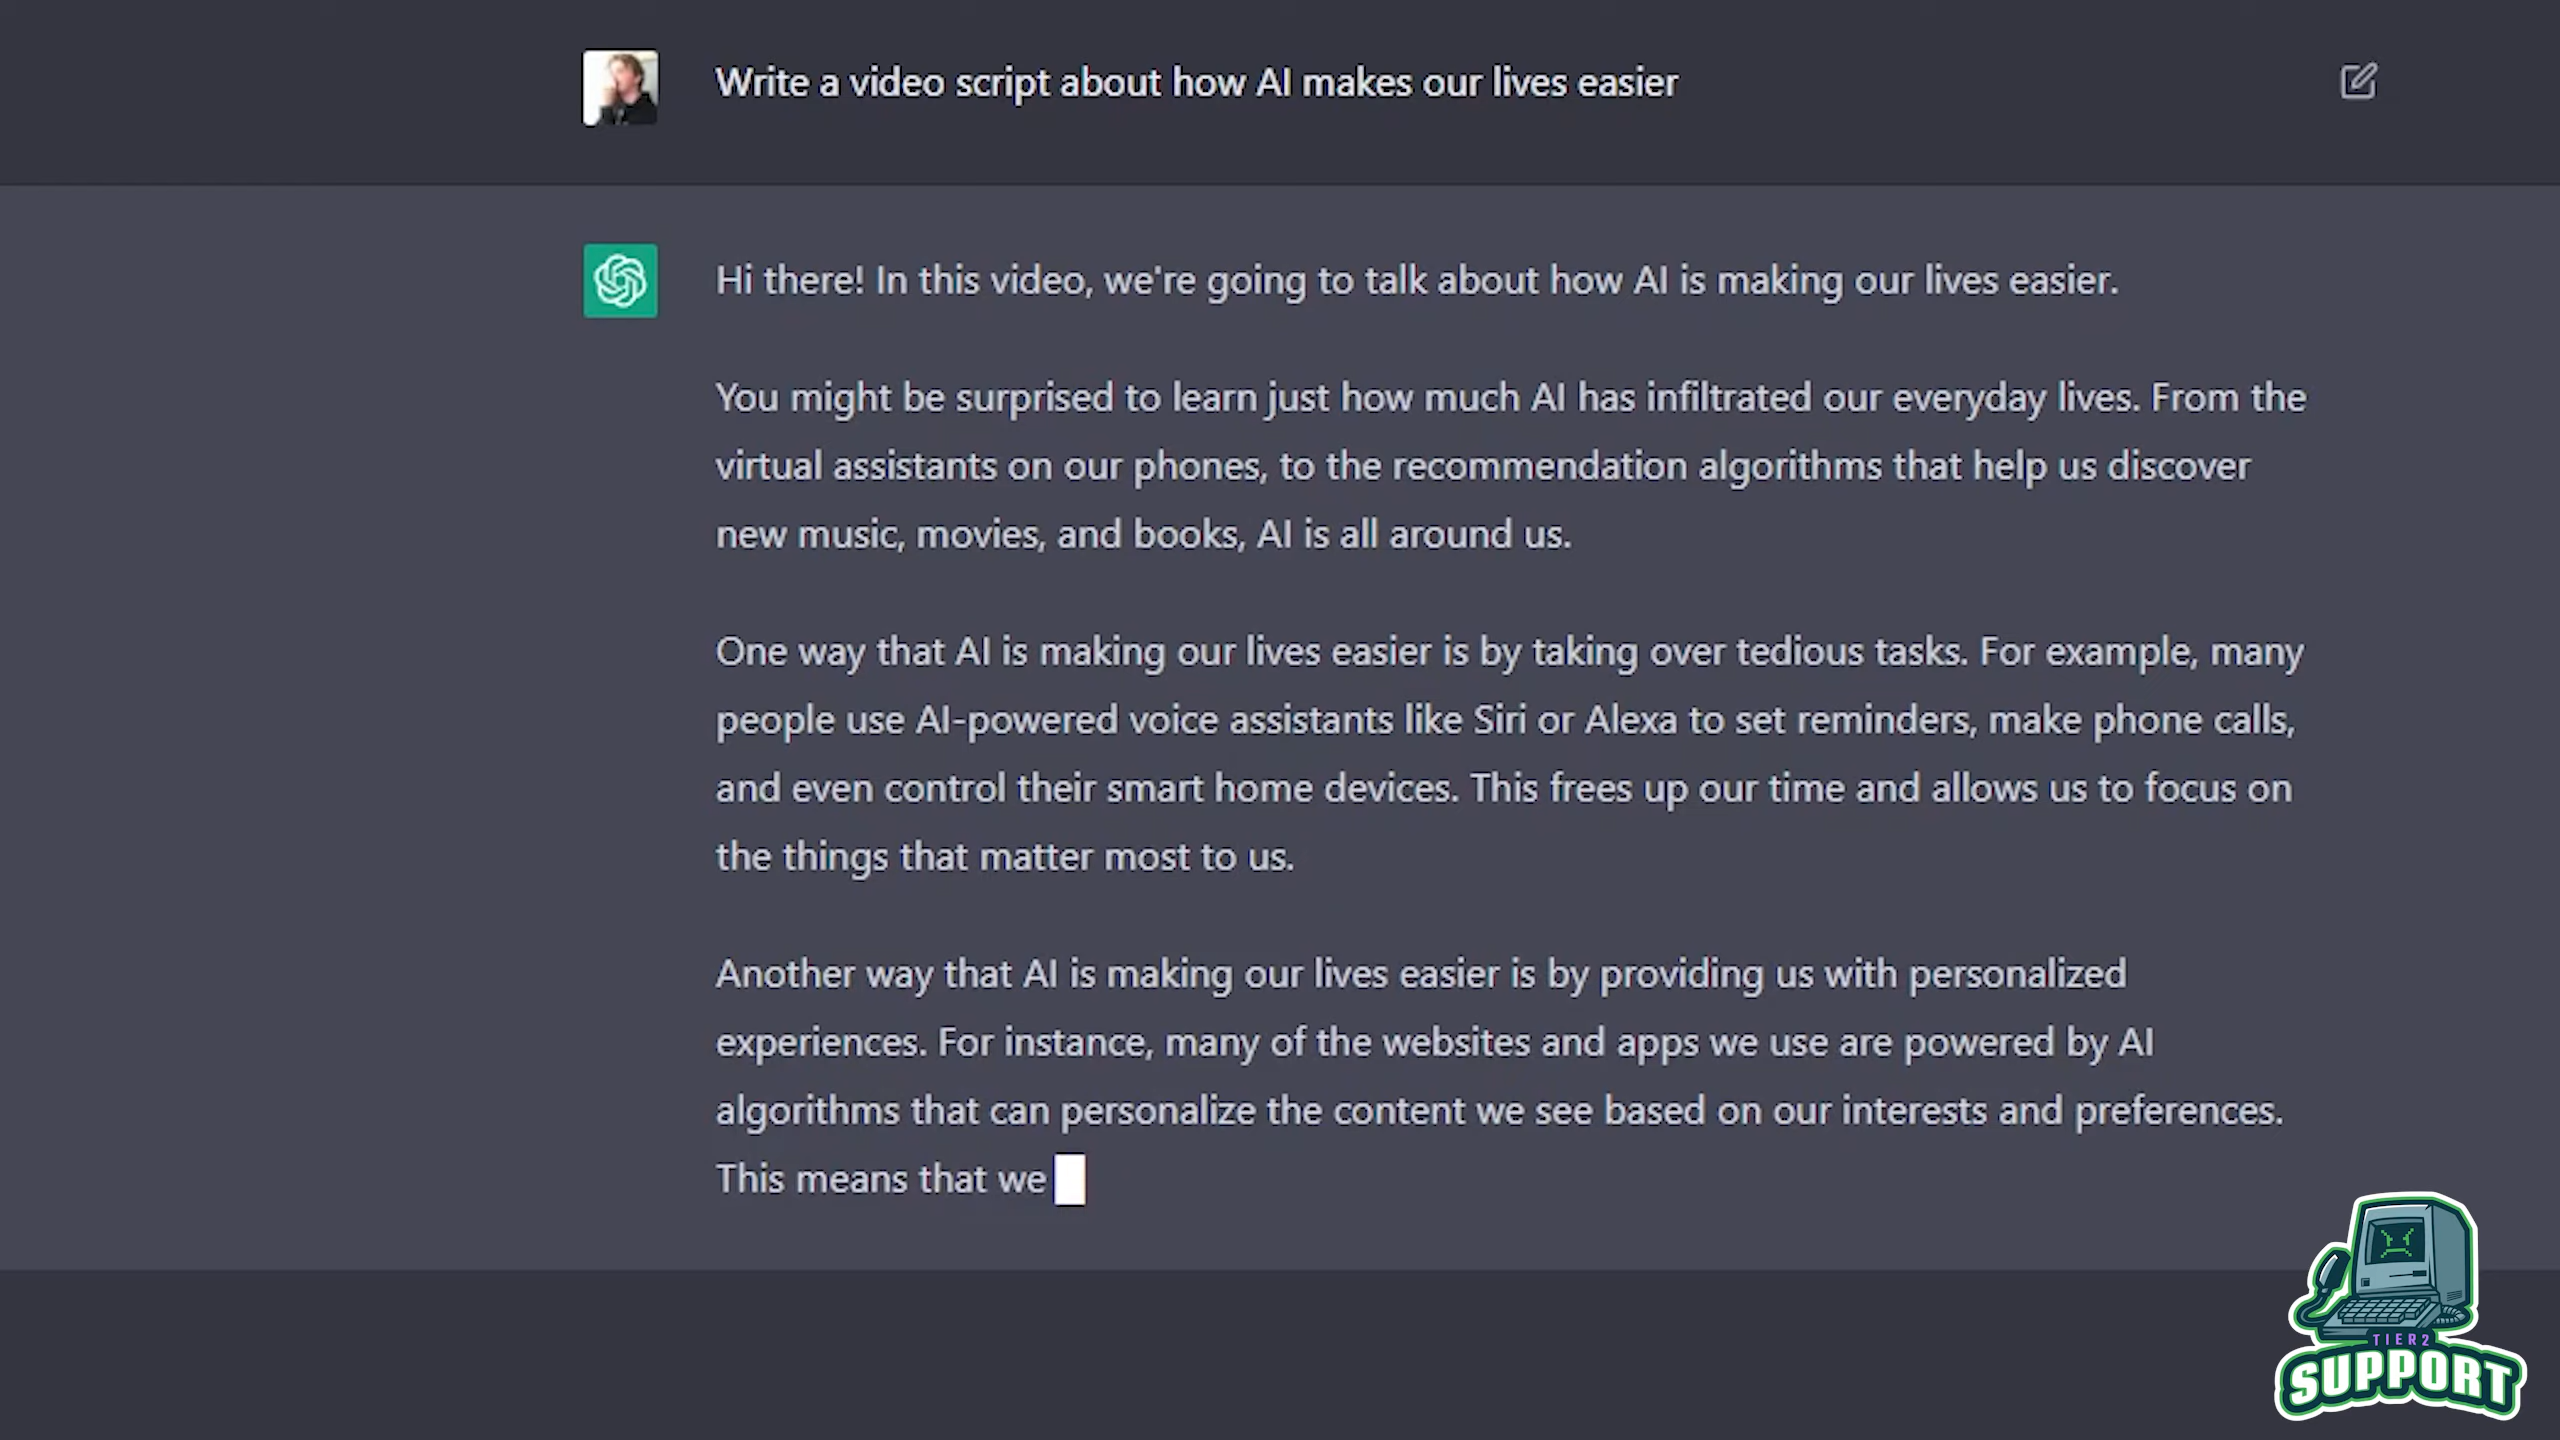 Write a video script about how AI makes our lives easier
Hi there! In this video, we're going to talk about how AI is making our lives easier.
You might be surprised to learn just how much AI has infiltrated our everyday lives. From the
virtual assistants on our phones, to the recommendation algorithms that help us discover
new music, movies, and books, AI is all around us.
One way that AI is making our lives easier is by taking over tedious tasks. For example, many
people use AI-powered voice assistants like Siri or Alexa to set reminders, make phone calls,
and even control their smart home devices. This frees up our time and allows us to focus on
the things that matter most to us.
Another way that AI is making our lives easier is by providing us with personalized
experiences. For instance, many of the websites and apps we use are powered by AI
algorithms that can personalize the content we see based on our interests and preferences.
This means that we
TIER2
SUPPORT